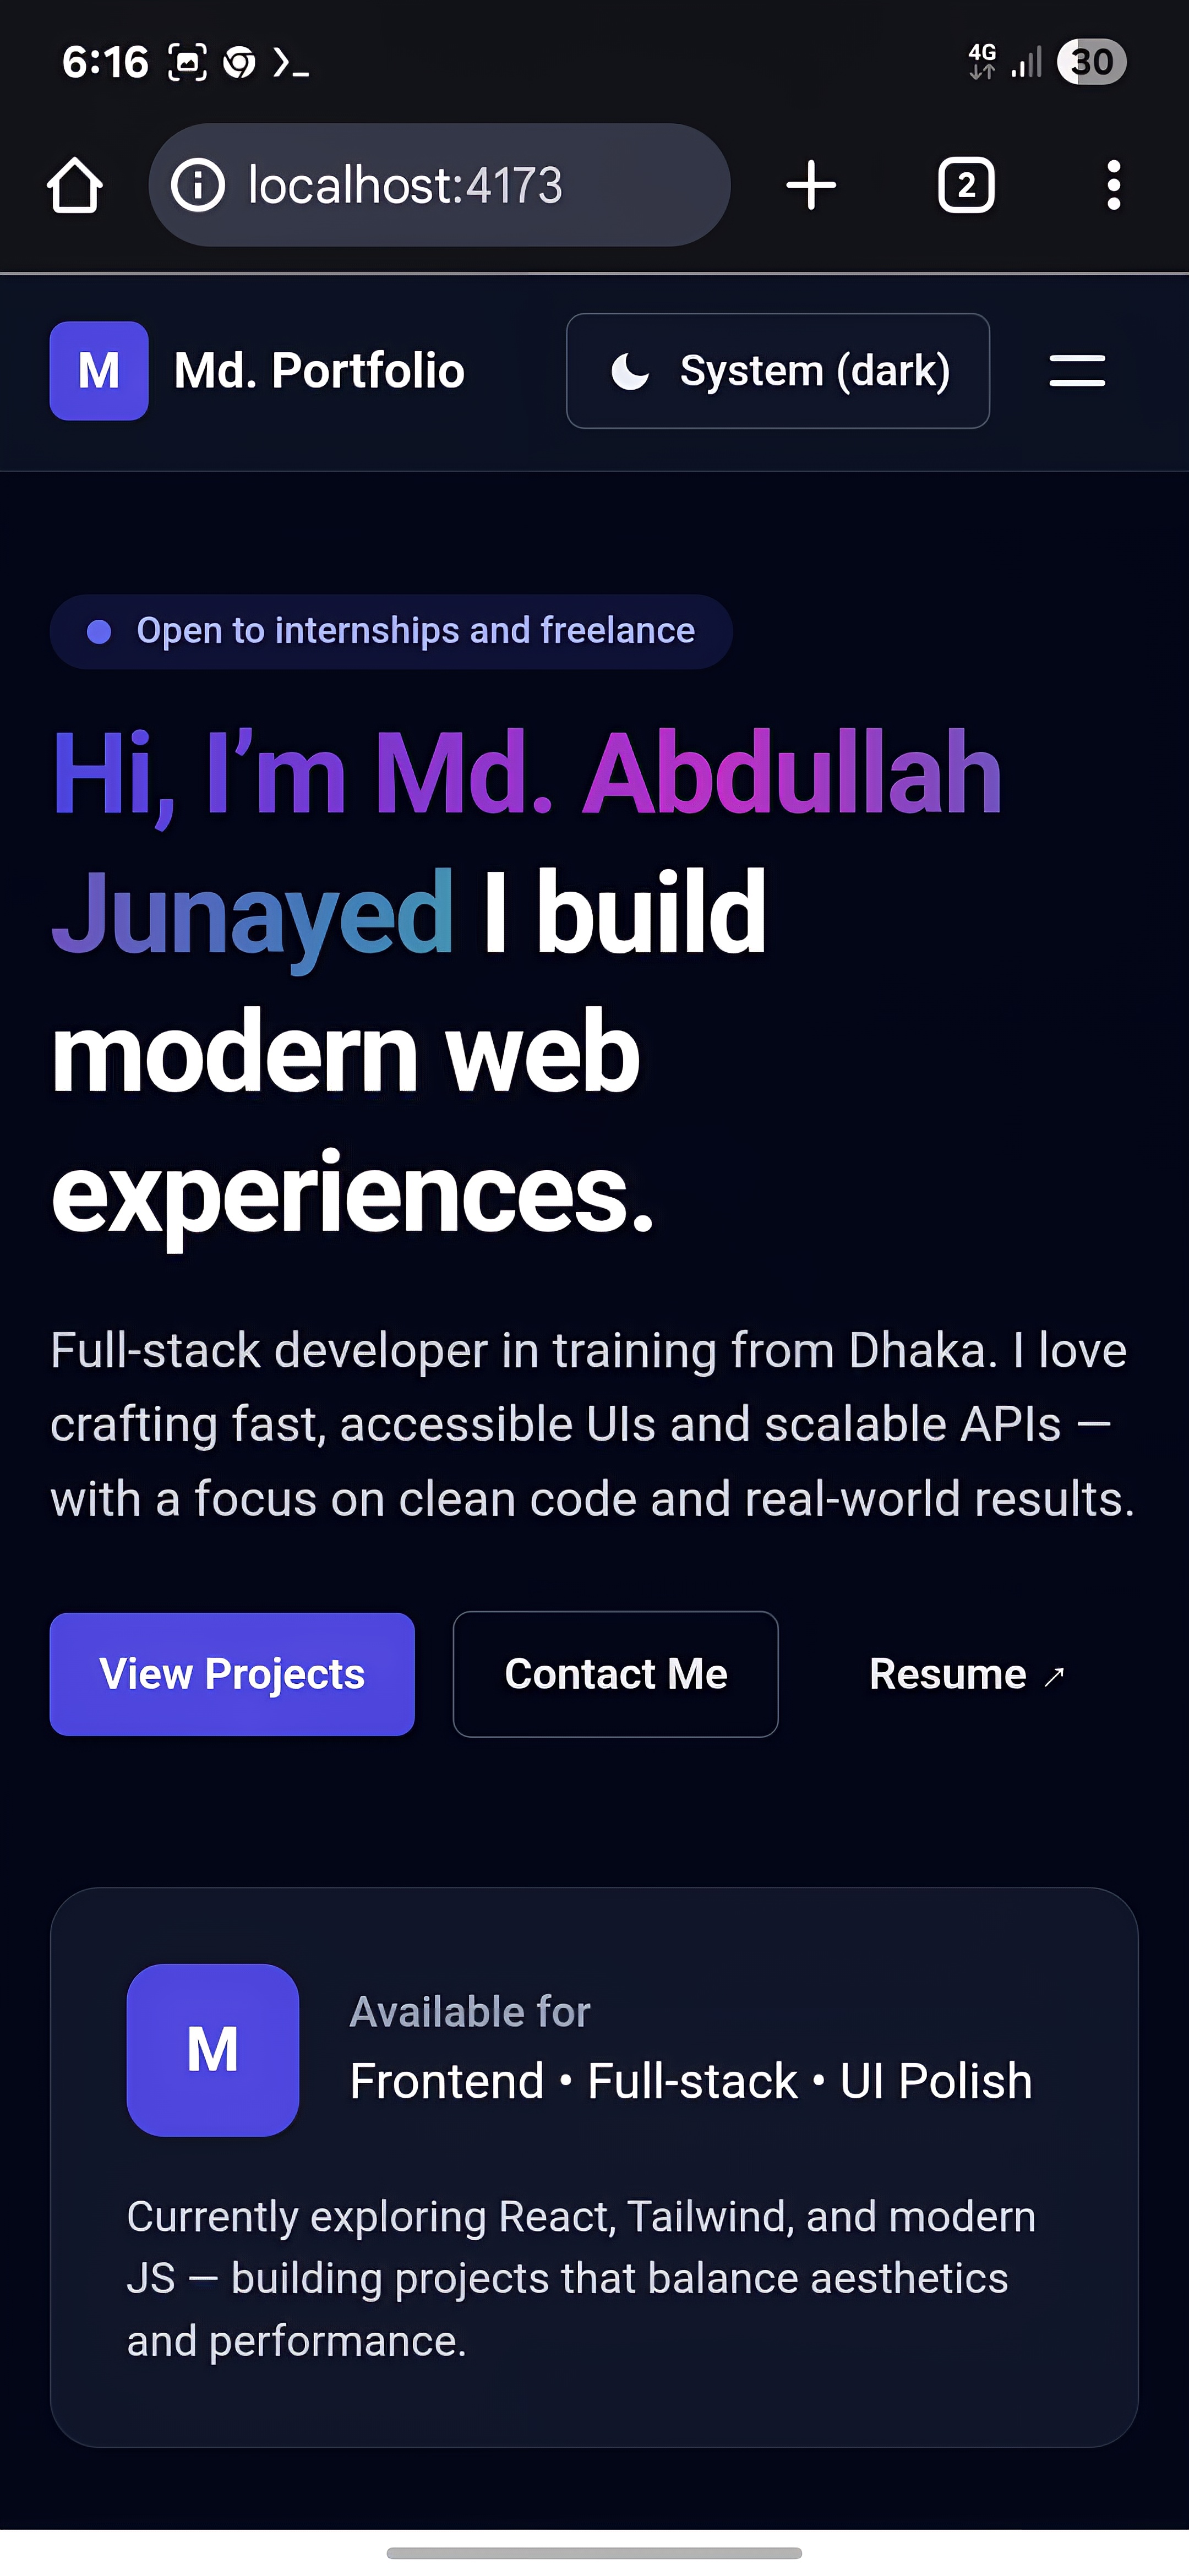 6:16
4G
30
localhost:4173
2
M
Md. Portfolio
System (dark)
Open to internships and freelance
Hi, I’m Md. Abdullah
Junayed I build
modern web
experiences.
Full-stack developer in training from Dhaka. I love
crafting fast, accessible UIs and scalable APIs —
with a focus on clean code and real-world results.
View Projects
Contact Me
Resume ↗
M
Available for
Frontend • Full-stack • UI Polish
Currently exploring React, Tailwind, and modern
JS — building projects that balance aesthetics
and performance.